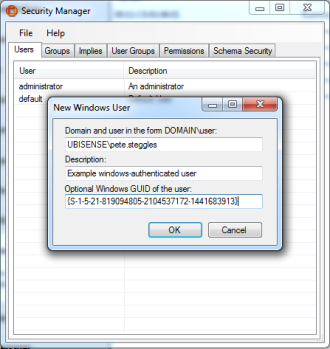 Security Manager
File Help
Users Groups Implies User Groups Permissions Schema Security
User Description
administrator An administrator
default
New Windows User
Domain and user in the form DOMAIN\user:
UBISENSE\pete.steggles
Description:
Example windows-authenticated user
Optional Windows GUID of the user:
{S-1-5-21-819094805-2104537172-1441683913}
OK Cancel